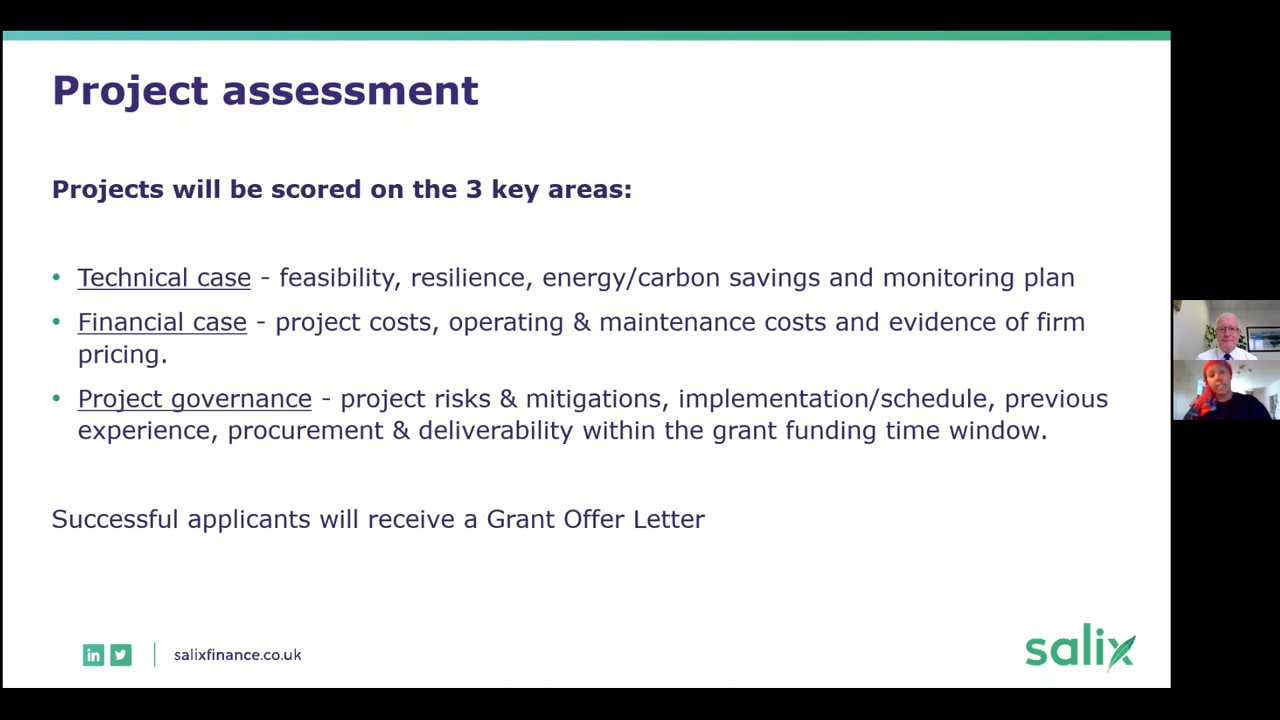 Project assessment
Projects will be scored on the 3 key areas:
• Technical case - feasibility, resilience, energy/carbon savings and monitoring plan
• Financial case - project costs, operating & maintenance costs and evidence of firm
pricing.
• Project governance - project risks & mitigations, implementation/schedule, previous
experience, procurement & deliverability within the grant funding time window.
Successful applicants will receive a Grant Offer Letter
in
salixfinance.co.uk
salix